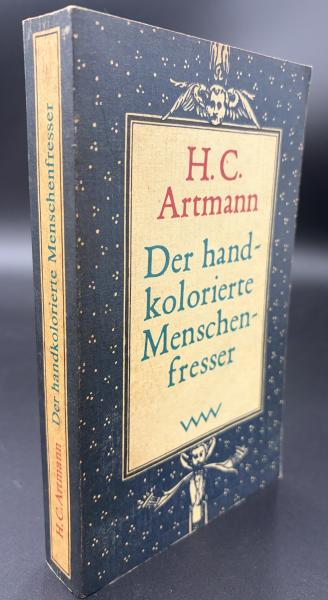 H. C.
Artmann
Der hand-
kolorierte
Menschen-
fresser
H. C. Artmann Der handkolorierte Menschenfresser